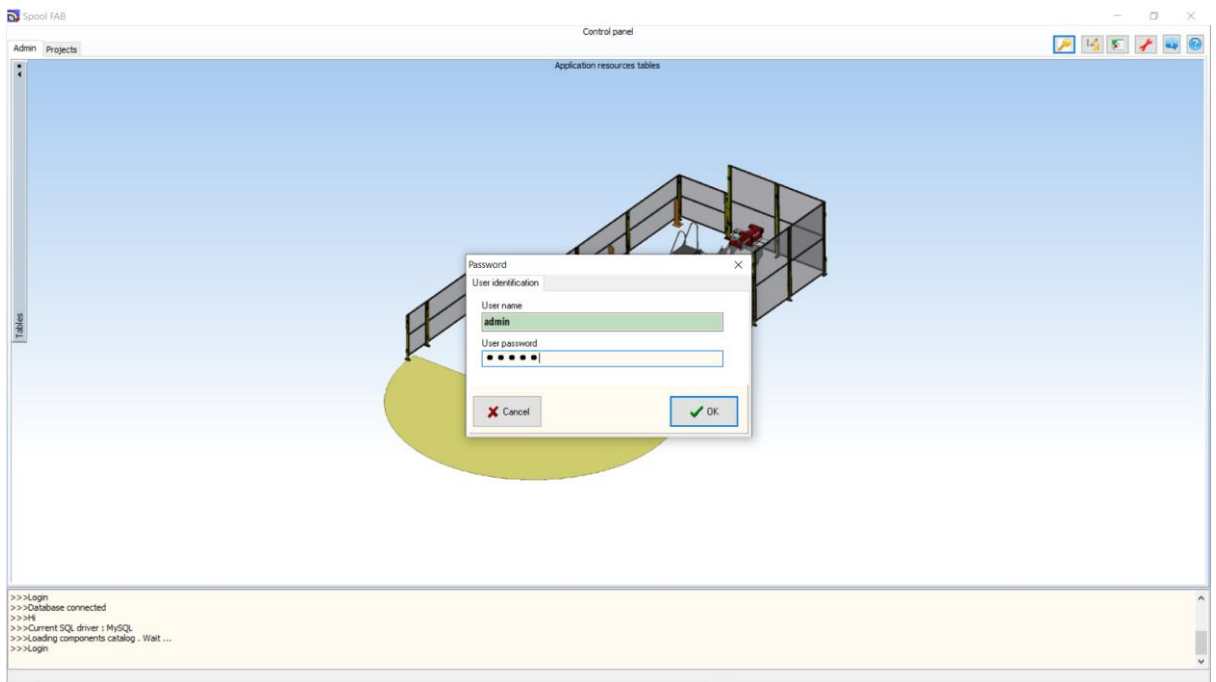 Spool FAB
Control panel
Admin
Projects
Application resources tables
Tables
Password
User identification
User name
admin
User password
Cancel
OK
>>>Login
>>>Database connected
>>>Hi
>>>Current SQL driver : MySQL
>>>Loading components catalog . Wait ...
>>>Login